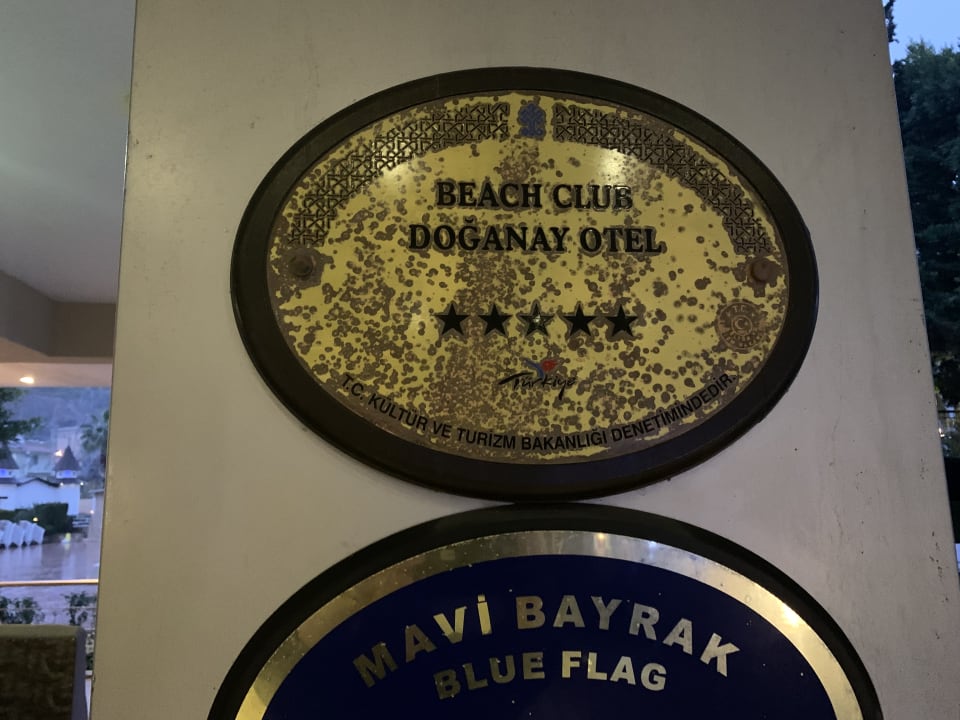 BEACH CLUB
DOĞANAY OTEL
Türkiye
T.C. KÜLTÜR VE TURİZM BAKANLIĞI DENETİMİNDEDİR.
MAVİ BAYRAK
BLUE FLAG